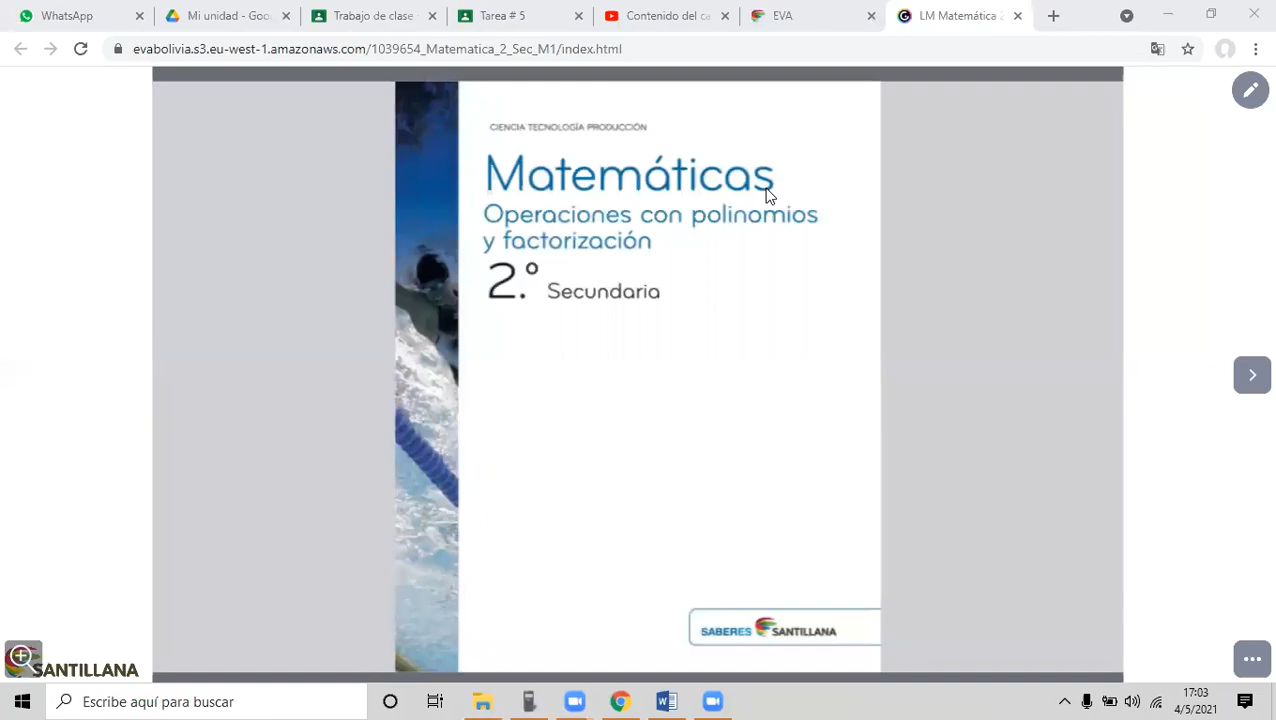 WhatsApp
Mi unidad - Goo
Trabajo de clase
Tarea # 5
Contenido del c
EVA
LM Matemática 2
evabolivia.s3.eu-west-1.amazonaws.com/1039654_Matematica_2_Sec_M1/index.html
CIENCIA TECNOLOGÍA PRODUCCIÓN
Matemáticas
Operaciones con polinomios
y factorización
2.º Secundaria
SABERES SANTILLANA
SANTILLANA
Escribe aquí para buscar
17:03
4/5/2021